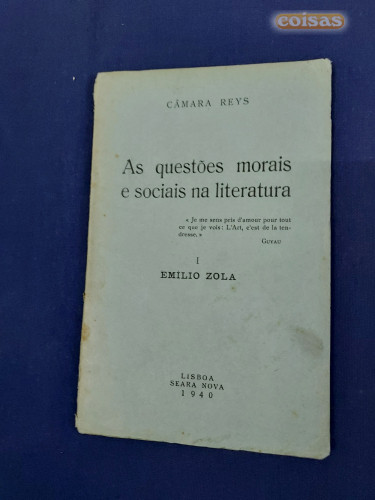 coisas
CÂMARA REYS
As questões morais
e sociais na literatura
« Je me sens pris d'amour pour tout
ce que je vois: L'Art, c'est de la ten-
dresse. »
GUYAU
I
EMILIO ZOLA
LISBOA
SEARA NOVA
1940